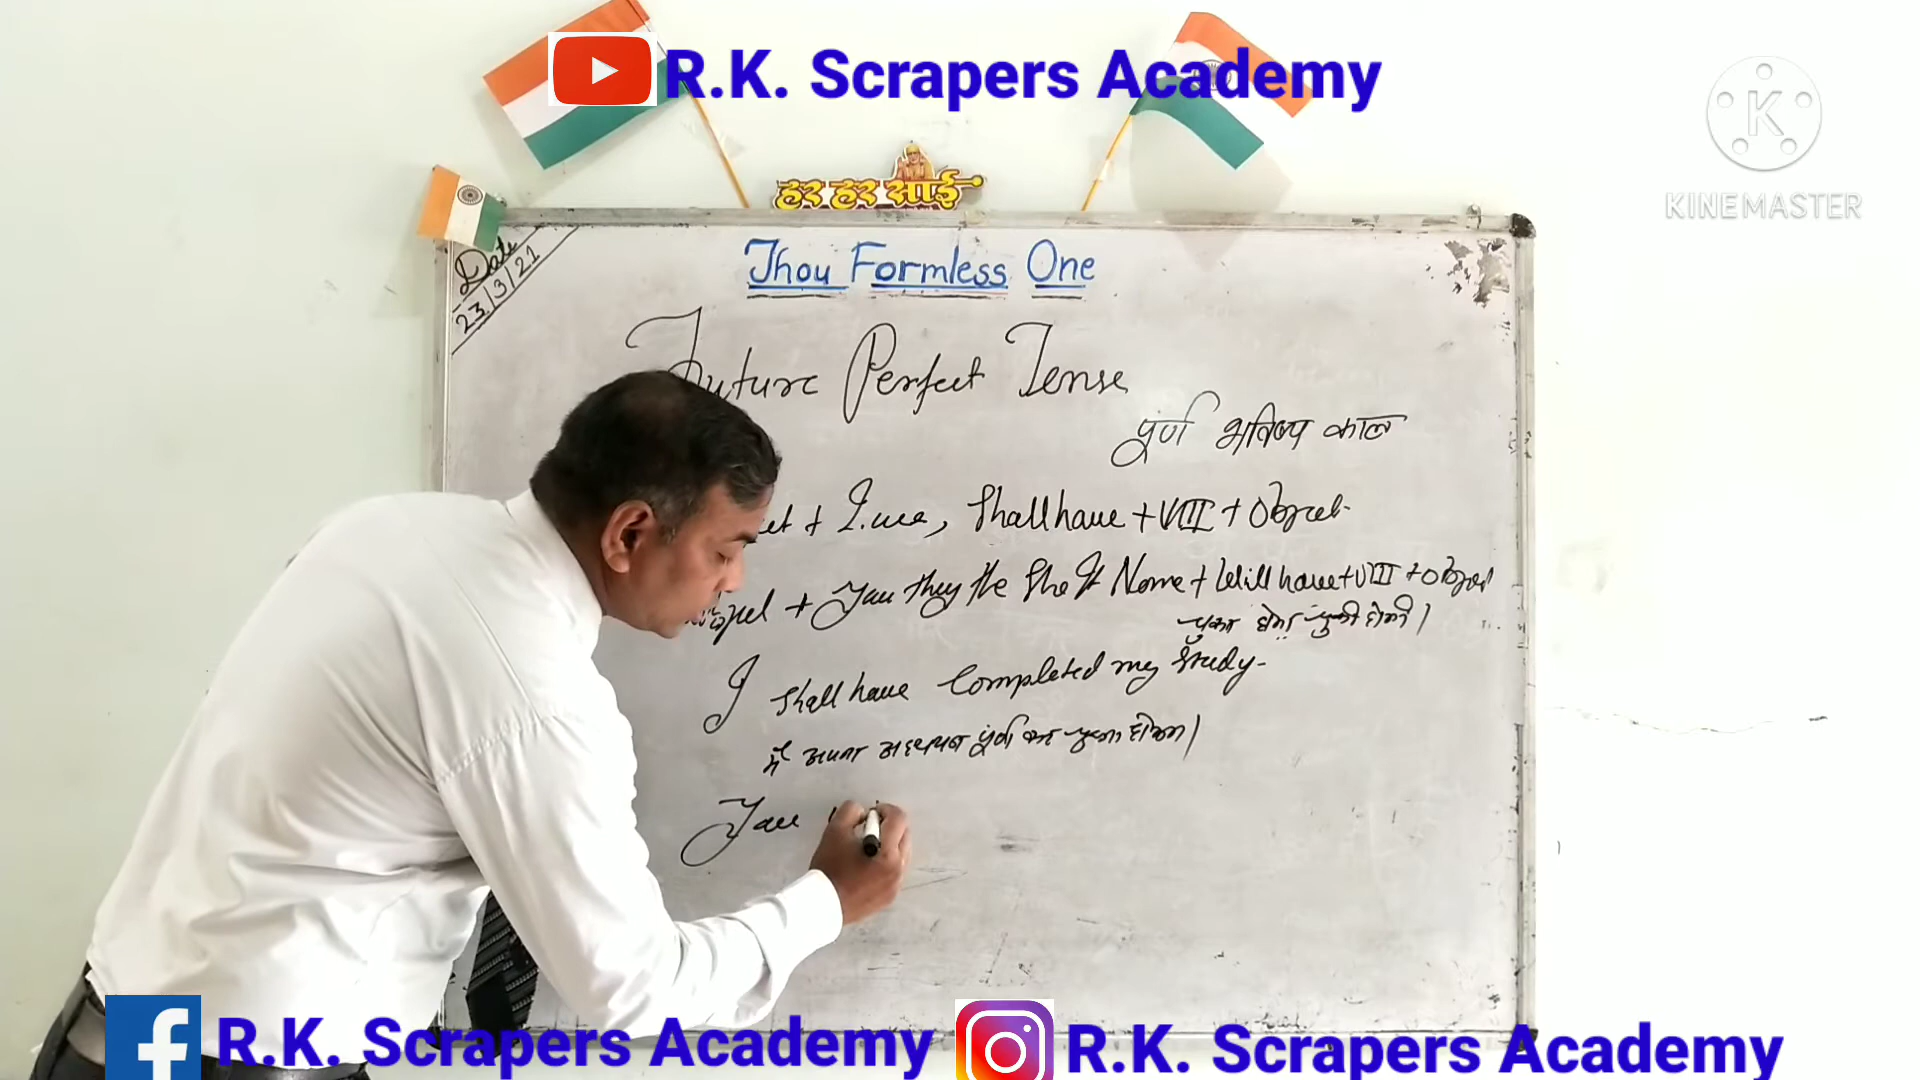 R.K. Scrapers Academy
KINEMASTER
हर हर साईं
Date
23/3/21
Thou Formless One
Future Perfect Tense
पूर्ण भविष्य काल
+ I, we, Shall have + VIII + Object
+ You they He She It Name + Will have + VIII + Object
चुका होगा चुकी होगी।
I shall have Completed my study.
मैं अपना अध्ययन पूर्ण कर चुका होऊंगा।
You
R.K. Scrapers Academy
R.K. Scrapers Academy